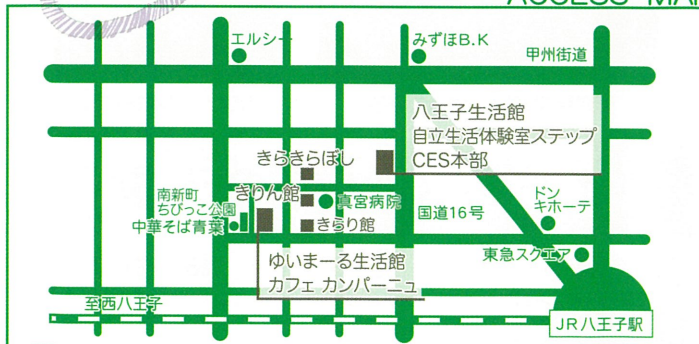 ACCESS MAP
エルシー
みずほB.K
甲州街道
八王子生活館
自立生活体験室ステップ
CES本部
きらきらぼし
南新町
ちびっこ公園
中華そば青葉
きりん館
真宮病院
きらり館
国道16号
ドン
キホーテ
東急スクエア
ゆいまーる生活館
カフェ カンパーニュ
至西八王子
JR八王子駅